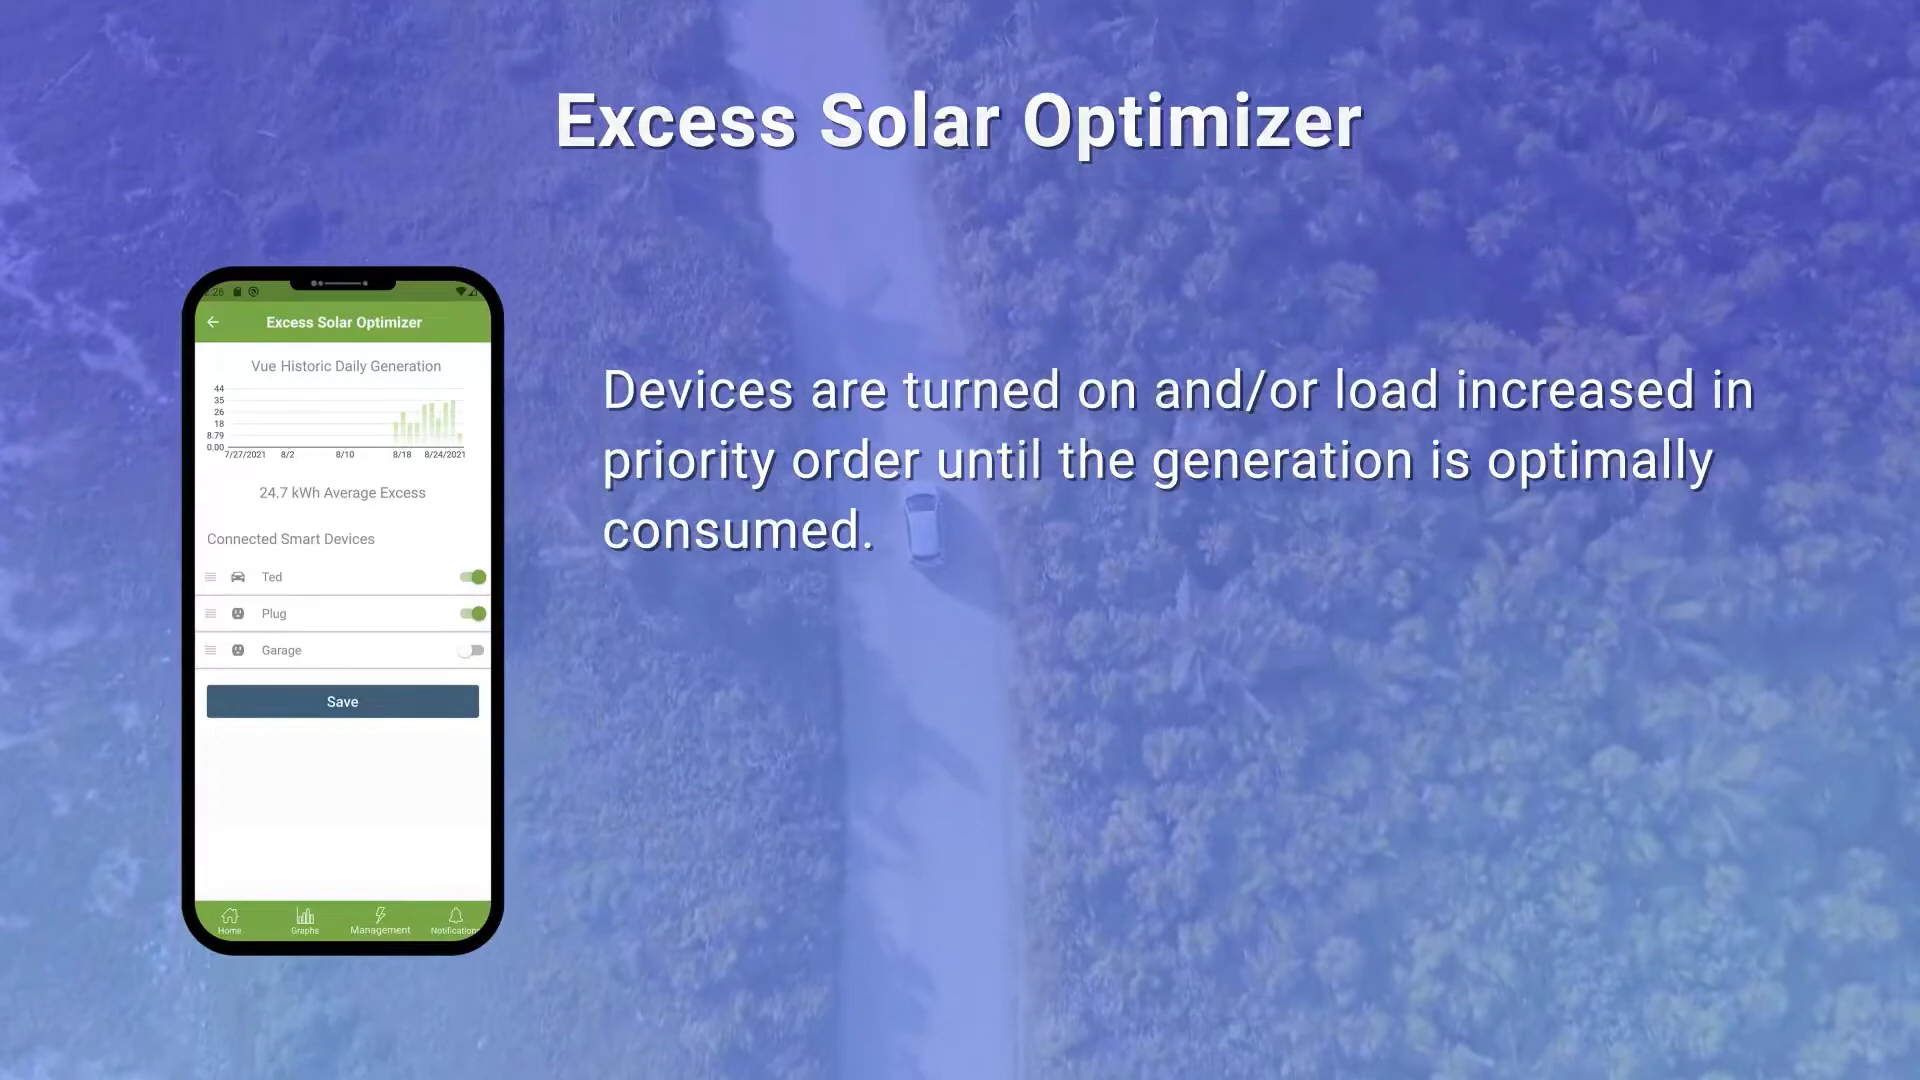 Excess Solar Optimizer
Devices are turned on and/or load increased in
priority order until the generation is optimally
consumed.
:26
Excess Solar Optimizer
Vue Historic Daily Generation
44
35
26
18
8.79
0.00
7/27/2021 8/2 8/10 8/18 8/24/2021
24.7 kWh Average Excess
Connected Smart Devices
Ted
Plug
Garage
Save
Home Graphs Management Notifications